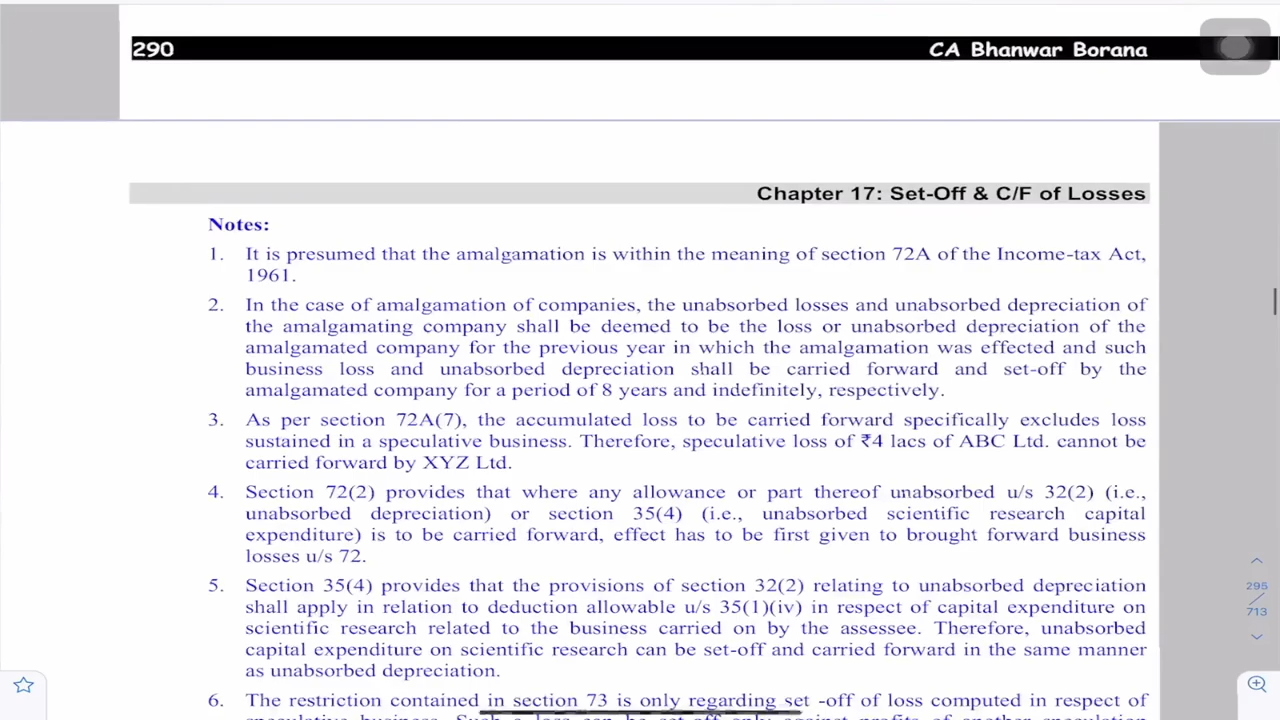 290 CA Bhanwar Borana
Chapter 17: Set-Off & C/F of Losses
Notes:
1. It is presumed that the amalgamation is within the meaning of section 72A of the Income-tax Act,
1961.
2. In the case of amalgamation of companies, the unabsorbed losses and unabsorbed depreciation of
the amalgamating company shall be deemed to be the loss or unabsorbed depreciation of the
amalgamated company for the previous year in which the amalgamation was effected and such
business loss and unabsorbed depreciation shall be carried forward and set-off by the
amalgamated company for a period of 8 years and indefinitely, respectively.
3. As per section 72A(7), the accumulated loss to be carried forward specifically excludes loss
sustained in a speculative business. Therefore, speculative loss of ₹4 lacs of ABC Ltd. cannot be
carried forward by XYZ Ltd.
4. Section 72(2) provides that where any allowance or part thereof unabsorbed u/s 32(2) (i.e.,
unabsorbed depreciation) or section 35(4) (i.e., unabsorbed scientific research capital
expenditure) is to be carried forward, effect has to be first given to brought forward business
losses u/s 72.
5. Section 35(4) provides that the provisions of section 32(2) relating to unabsorbed depreciation
shall apply in relation to deduction allowable u/s 35(1)(iv) in respect of capital expenditure on
scientific research related to the business carried on by the assessee. Therefore, unabsorbed
capital expenditure on scientific research can be set-off and carried forward in the same manner
as unabsorbed depreciation.
6. The restriction contained in section 73 is only regarding set -off of loss computed in respect of
295
713